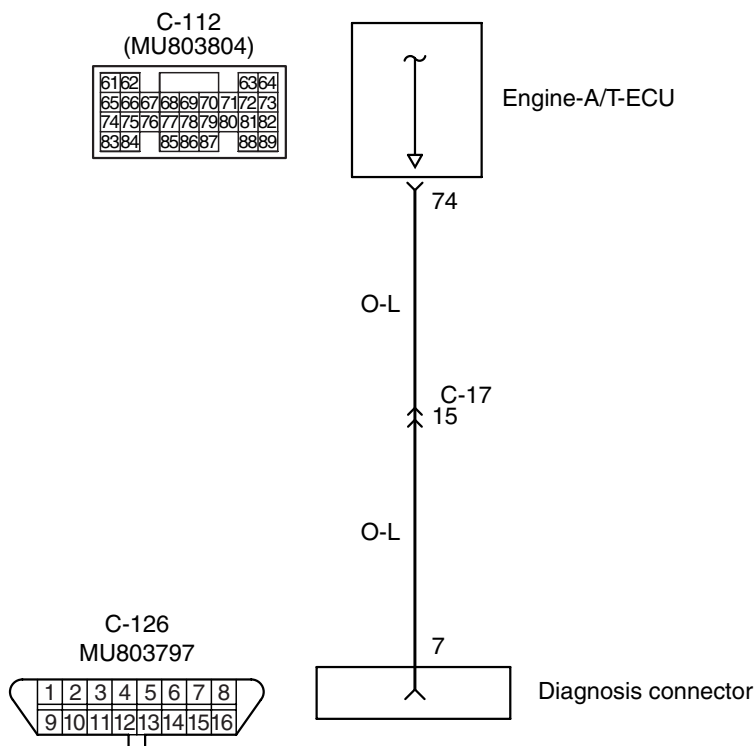 C-112
(MU803804)
61 62 63 64
65 66 67 68 69 70 71 72 73
74 75 76 77 78 79 80 81 82
83 84 85 86 87 88 89
Engine-A/T-ECU
74
O-L
C-17
15
O-L
7
C-126
MU803797
1 2 3 4 5 6 7 8
9 10 11 12 13 14 15 16
Diagnosis connector